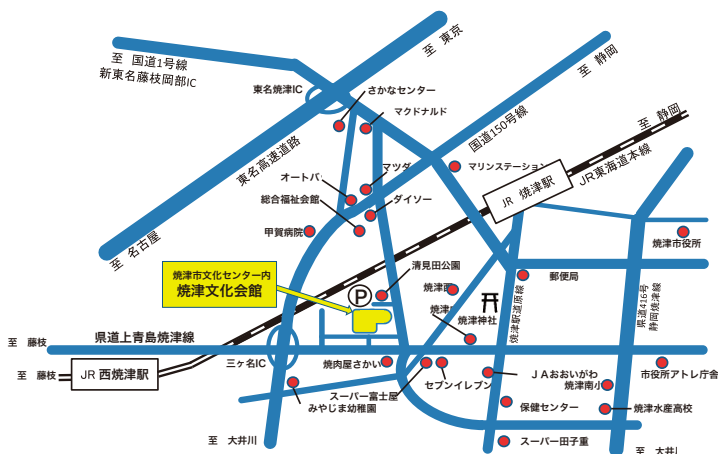 至　東京
至　国道1号線
新東名藤枝岡部IC
至　静岡
東名焼津IC
さかなセンター
マクドナルド
国道150号線
至　静岡
東名高速道路
マツダ
マリンステーション
JR東海道本線
オートバ
総合福祉会館
ダイソー
JR　焼津駅
甲賀病院
至　名古屋
焼津市役所
清見田公園
郵便局
焼津市文化センター内
焼津文化会館
P
焼津西
焼津
焼津神社
焼津駅道原線
県道416号
静岡焼津線
至　藤枝
県道上青島焼津線
三ヶ名IC
焼肉屋さかい
至　藤枝
JR 西焼津駅
セブンイレブン
JAおおいがわ
焼津南小
市役所アトレ庁舎
スーパー富士屋
みやじま幼稚園
保健センター
焼津水産高校
至　大井川
スーパー田子重
至　大井